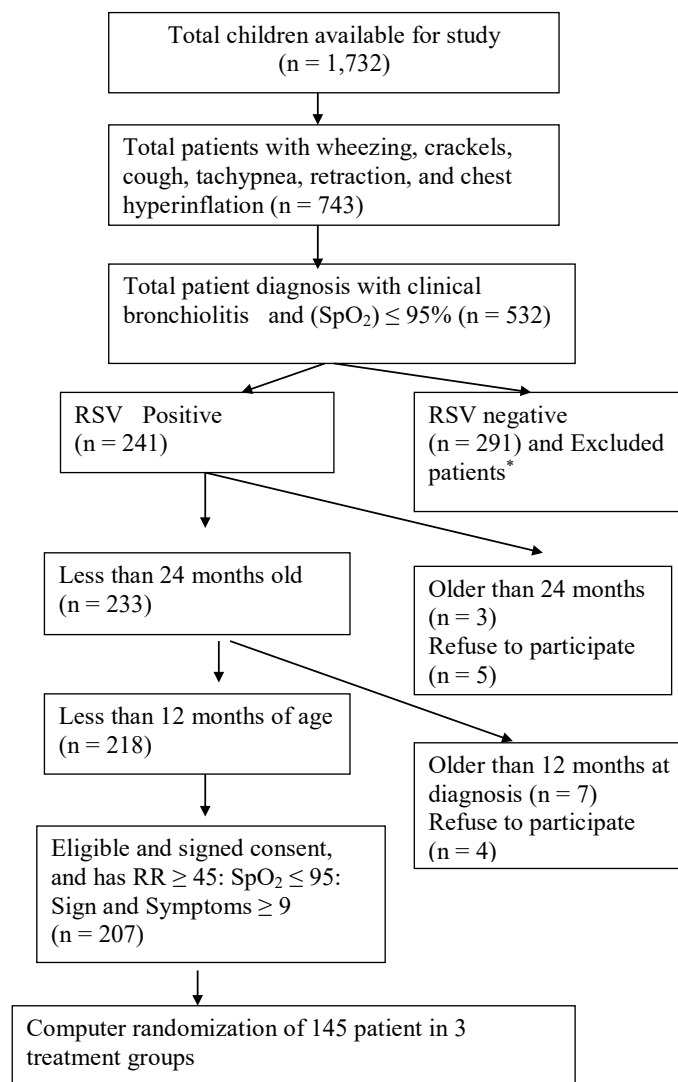 Total children available for study
(n = 1,732)
Total patients with wheezing, crackels,
cough, tachypnea, retraction, and chest
hyperinflation (n = 743)
Total patient diagnosis with clinical
bronchiolitis and (SpO₂) ≤ 95% (n = 532)
RSV Positive
(n = 241)
RSV negative
(n = 291) and Excluded
patients*
Less than 24 months old
(n = 233)
Older than 24 months
(n = 3)
Refuse to participate
(n = 5)
Less than 12 months of age
(n = 218)
Older than 12 months at
diagnosis (n = 7)
Refuse to participate
(n = 4)
Eligible and signed consent,
and has RR ≥ 45: SpO₂ ≤ 95:
Sign and Symptoms ≥ 9
(n = 207)
Computer randomization of 145 patient in 3
treatment groups